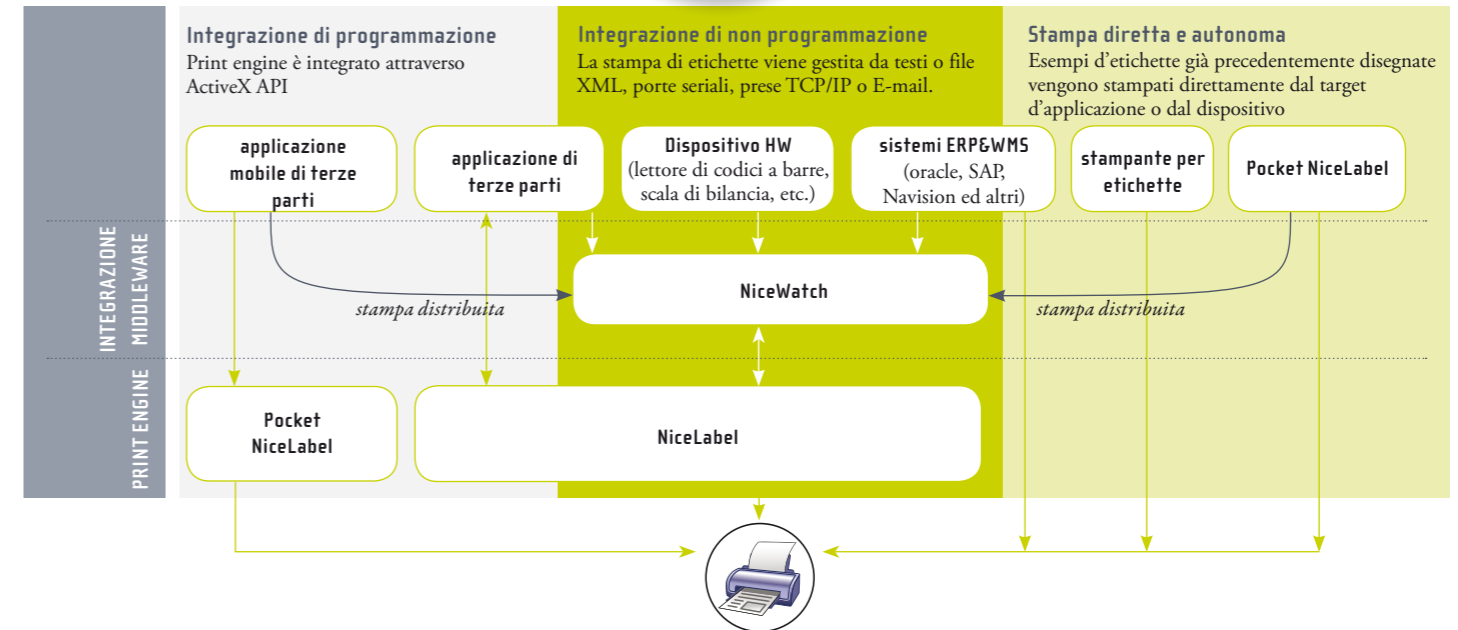 Integrazione di programmazione
Print engine è integrato attraverso
ActiveX API
Integrazione di non programmazione
La stampa di etichette viene gestita da testi o file
XML, porte seriali, prese TCP/IP o E-mail.
Stampa diretta e autonoma
Esempi d'etichette già precedentemente disegnate
vengono stampati direttamente dal target
d'applicazione o dal dispositivo
applicazione
mobile di terze
parti
applicazione di
terze parti
Dispositivo HW
(lettore di codici a barre,
scala di bilancia, etc.)
sistemi ERP&WMS
(oracle, SAP,
Navision ed altri)
stampante per
etichette
Pocket NiceLabel
INTEGRAZIONE
MIDDLEWARE
NiceWatch
stampa distribuita
stampa distribuita
PRINT ENGINE
Pocket
NiceLabel
NiceLabel